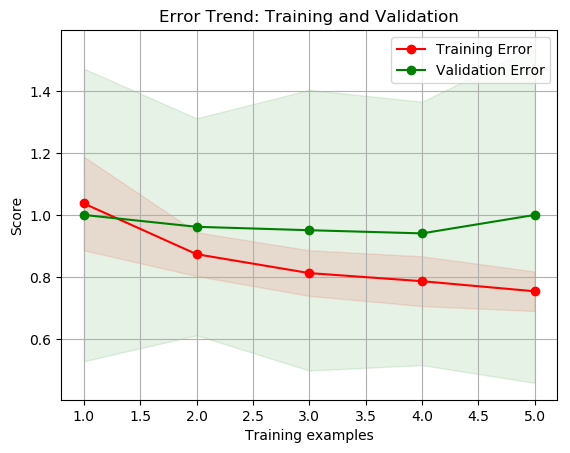 Error Trend: Training and Validation
Training Error
Validation Error
1.4
1.2
1.0
0.8
0.6
Score
1.0 1.5 2.0 2.5 3.0 3.5 4.0 4.5 5.0
Training examples